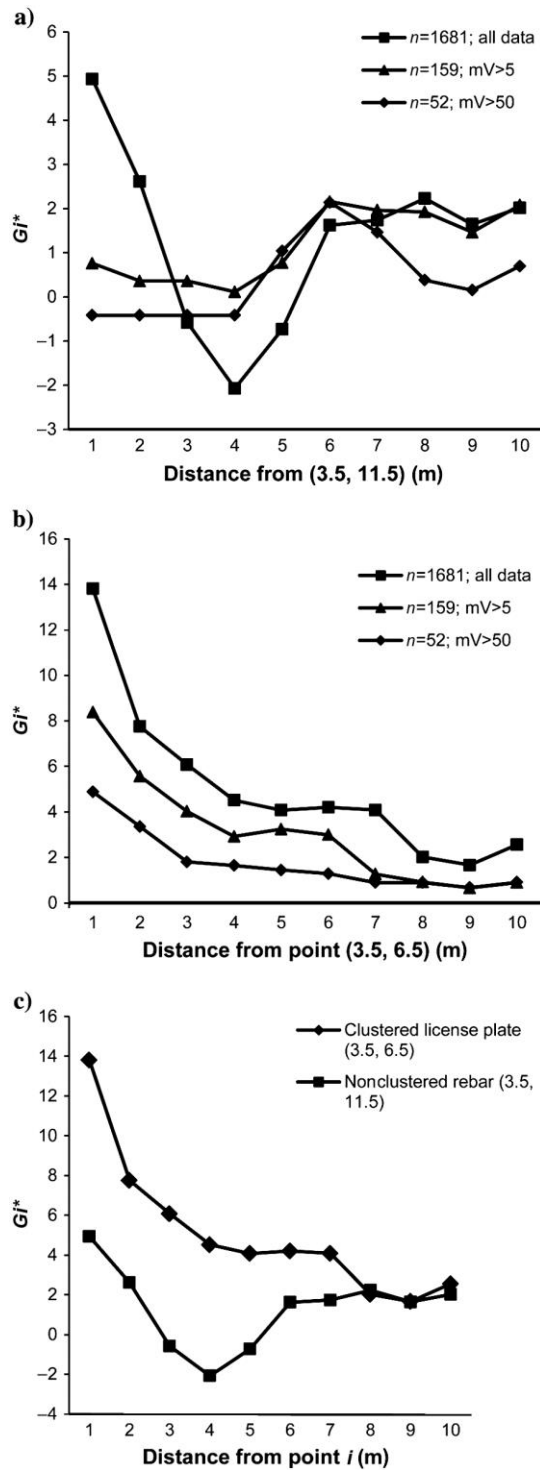 a)
6
5
4
3
2
1
0
–1
–2
–3
Gi*
n=1681; all data
n=159; mV>5
n=52; mV>50
1 2 3 4 5 6 7 8 9 10
Distance from (3.5, 11.5) (m)
b)
16
14
12
10
8
6
4
2
0
Gi*
n=1681; all data
n=159; mV>5
n=52; mV>50
1 2 3 4 5 6 7 8 9 10
Distance from point (3.5, 6.5) (m)
c)
16
14
12
10
8
6
4
2
0
–2
–4
Gi*
Clustered license plate
(3.5, 6.5)
Nonclustered rebar (3.5,
11.5)
1 2 3 4 5 6 7 8 9 10
Distance from point i (m)